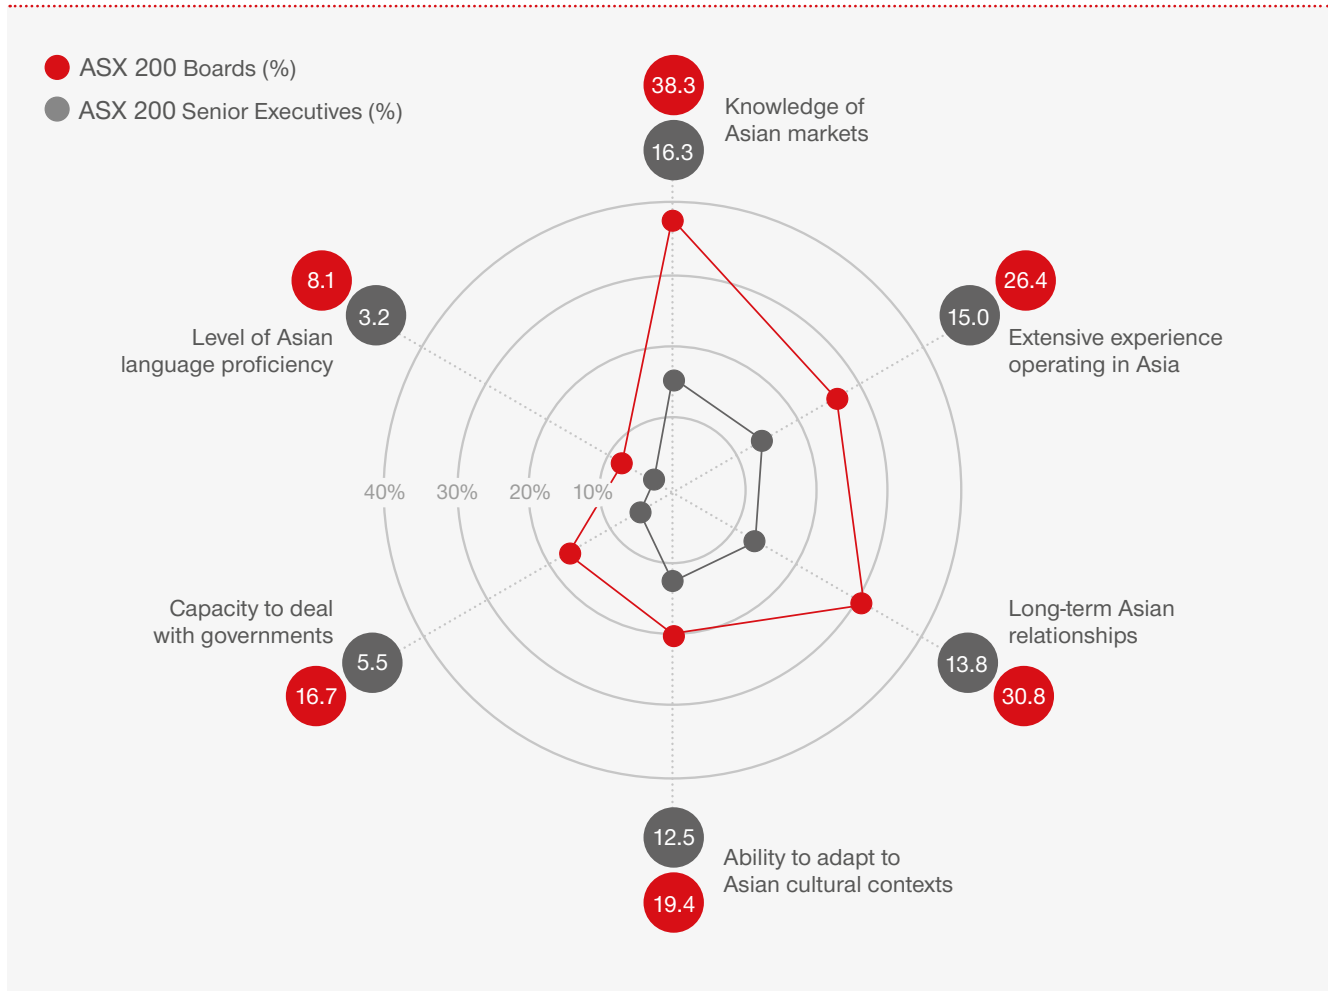 ASX 200 Boards (%)
ASX 200 Senior Executives (%)
38.3
16.3
Knowledge of
Asian markets
8.1
3.2
Level of Asian
language proficiency
26.4
15.0
Extensive experience
operating in Asia
40%
30%
20%
10%
Capacity to deal
with governments
5.5
16.7
Long-term Asian
relationships
13.8
30.8
12.5
19.4
Ability to adapt to
Asian cultural contexts